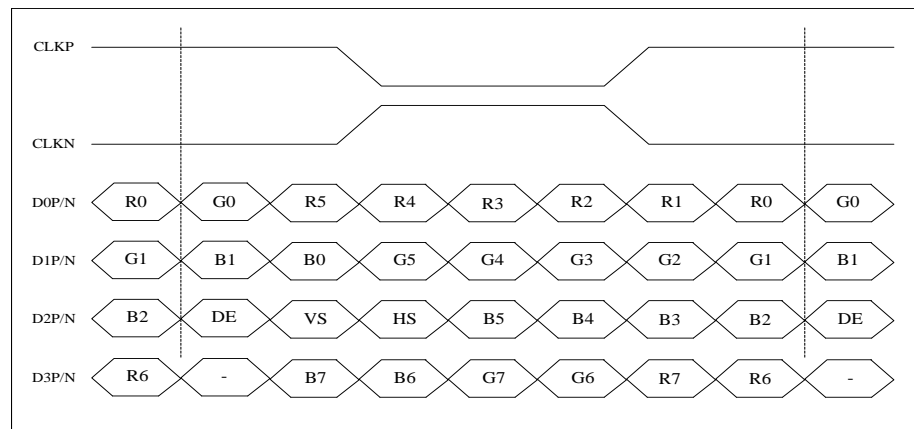 CLKP
CLKN
D0P/N R0 G0 R5 R4 R3 R2 R1 R0 G0
D1P/N G1 B1 B0 G5 G4 G3 G2 G1 B1
D2P/N B2 DE VS HS B5 B4 B3 B2 DE
D3P/N R6 - B7 B6 G7 G6 R7 R6 -